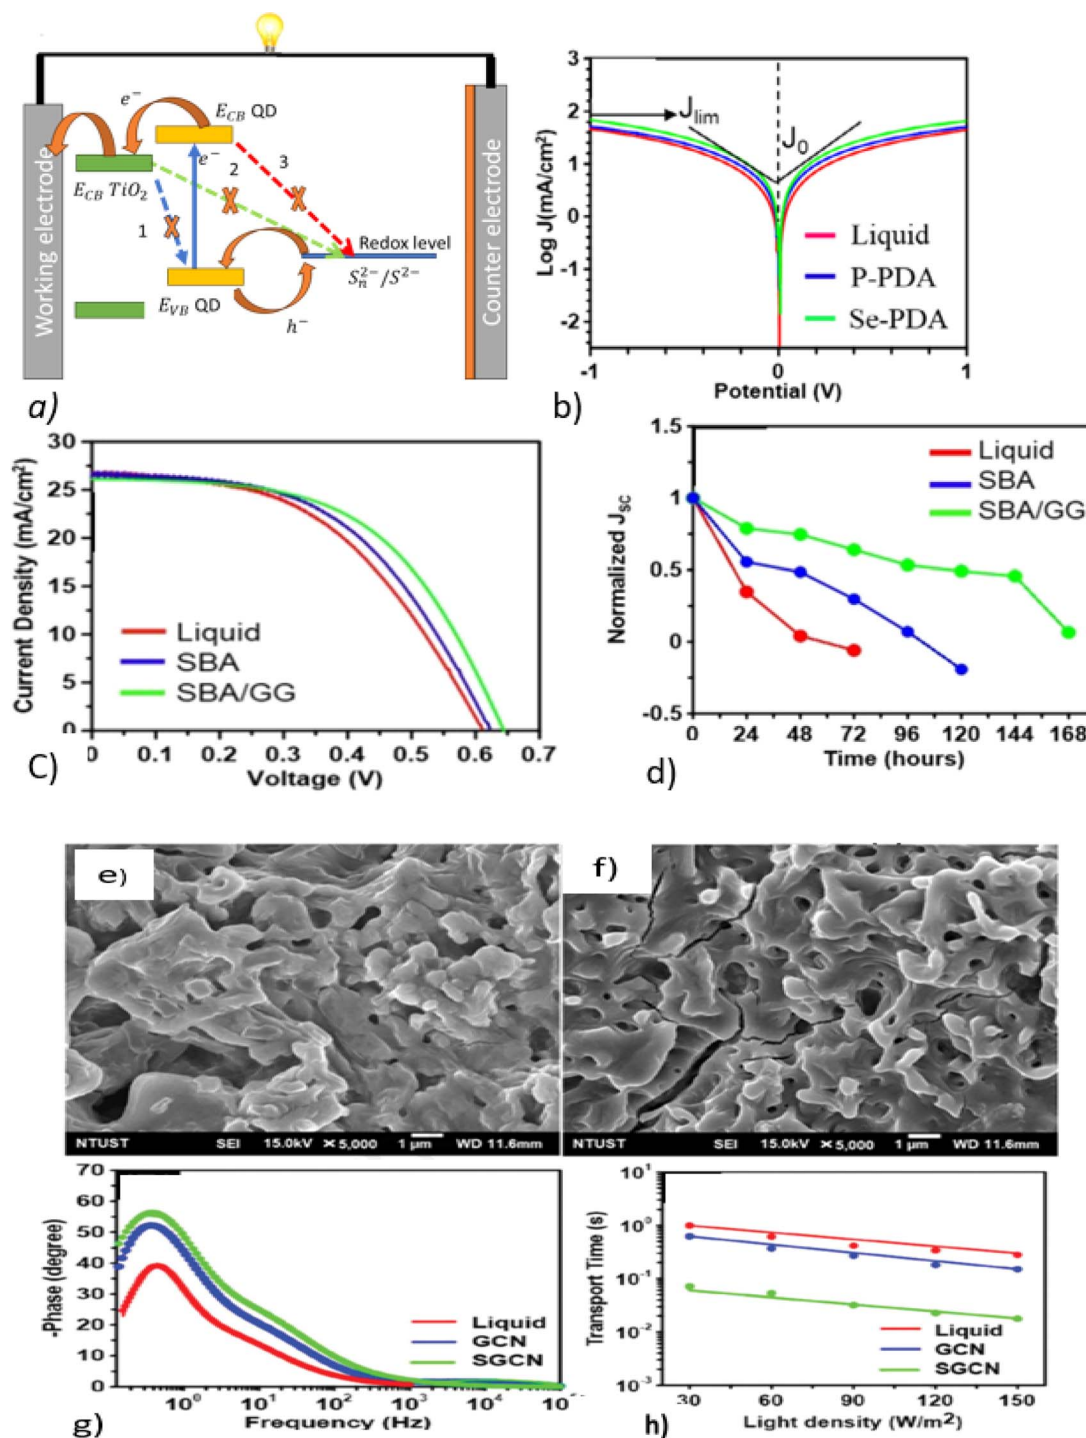 e⁻
E_CB QD
e⁻
2
3
E_CB TiO₂
1
Redox level
S_n²⁻/S²⁻
E_VB QD
h⁻
Working electrode
Counter electrode
a)
3
2
1
0
-1
-2
Log J(mA/cm²)
J_lim
J_0
Liquid
P-PDA
Se-PDA
-1 0 1
Potential (V)
b)
30
25
20
15
10
5
0
Current Density (mA/cm²)
Liquid
SBA
SBA/GG
0 0.1 0.2 0.3 0.4 0.5 0.6 0.7
Voltage (V)
C)
1.5
1
0.5
0
-0.5
Normalized J_SC
Liquid
SBA
SBA/GG
0 24 48 72 96 120 144 168
Time (hours)
d)
e)
NTUST SEI 15.0kV ×5,000 1 µm WD 11.6mm
f)
NTUST SEI 15.0kV ×5,000 1 µm WD 11.6mm
70
60
50
40
30
20
10
0
-Phase (degree)
Liquid
GCN
SGCN
10⁰ 10¹ 10² 10³ 10⁴
Frequency (Hz)
g)
10¹
10⁰
10⁻¹
10⁻²
10⁻³
Transport Time (s)
Liquid
GCN
SGCN
30 60 90 120 150
Light density (W/m²)
h)